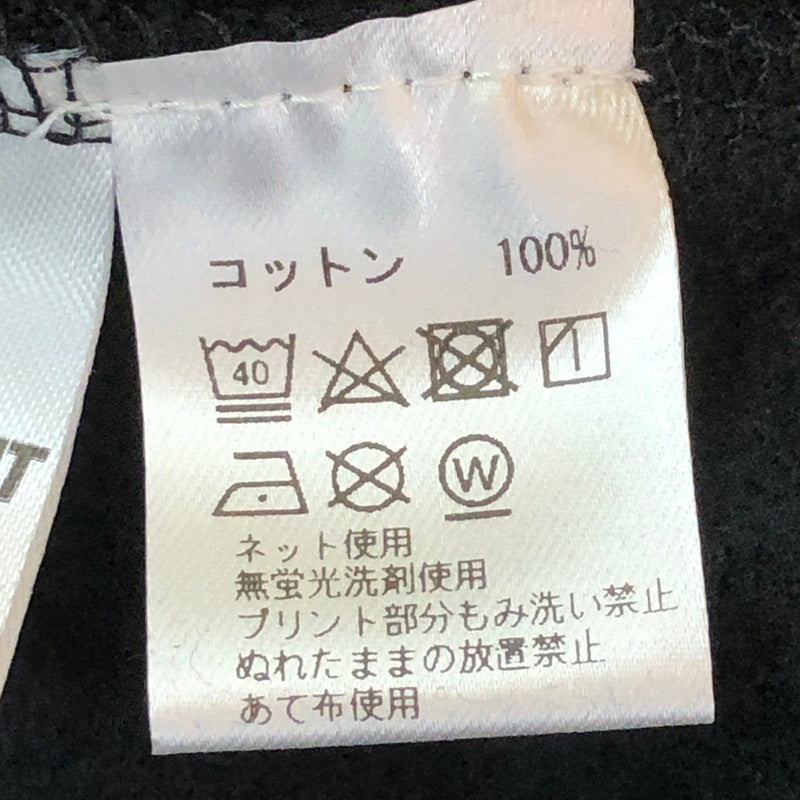 コットン 100%
40
W
ネット使用
無蛍光洗剤使用
プリント部分もみ洗い禁止
ぬれたままの放置禁止
あて布使用